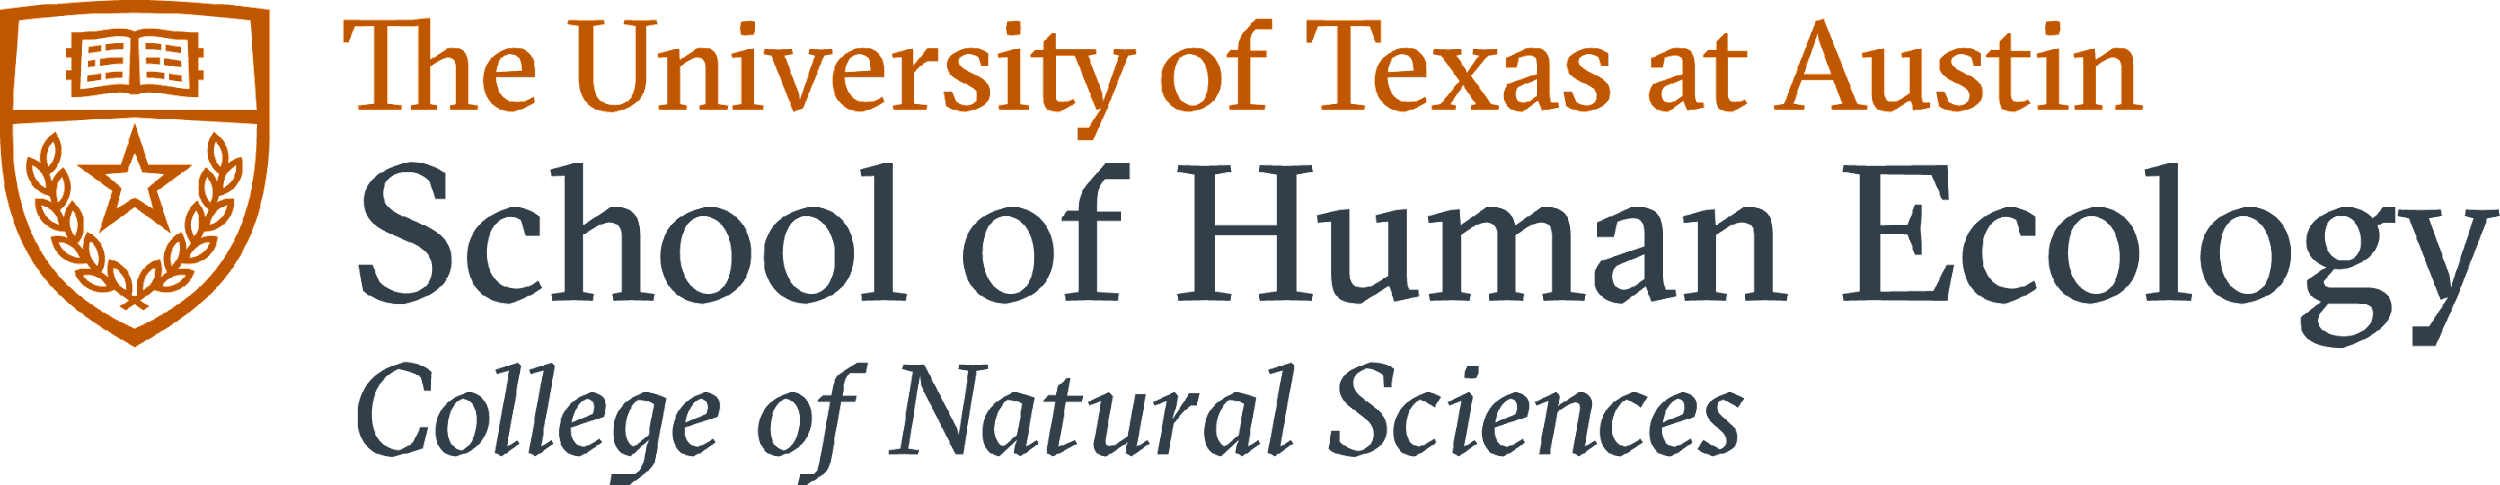 The University of Texas at Austin
School of Human Ecology
College of Natural Sciences